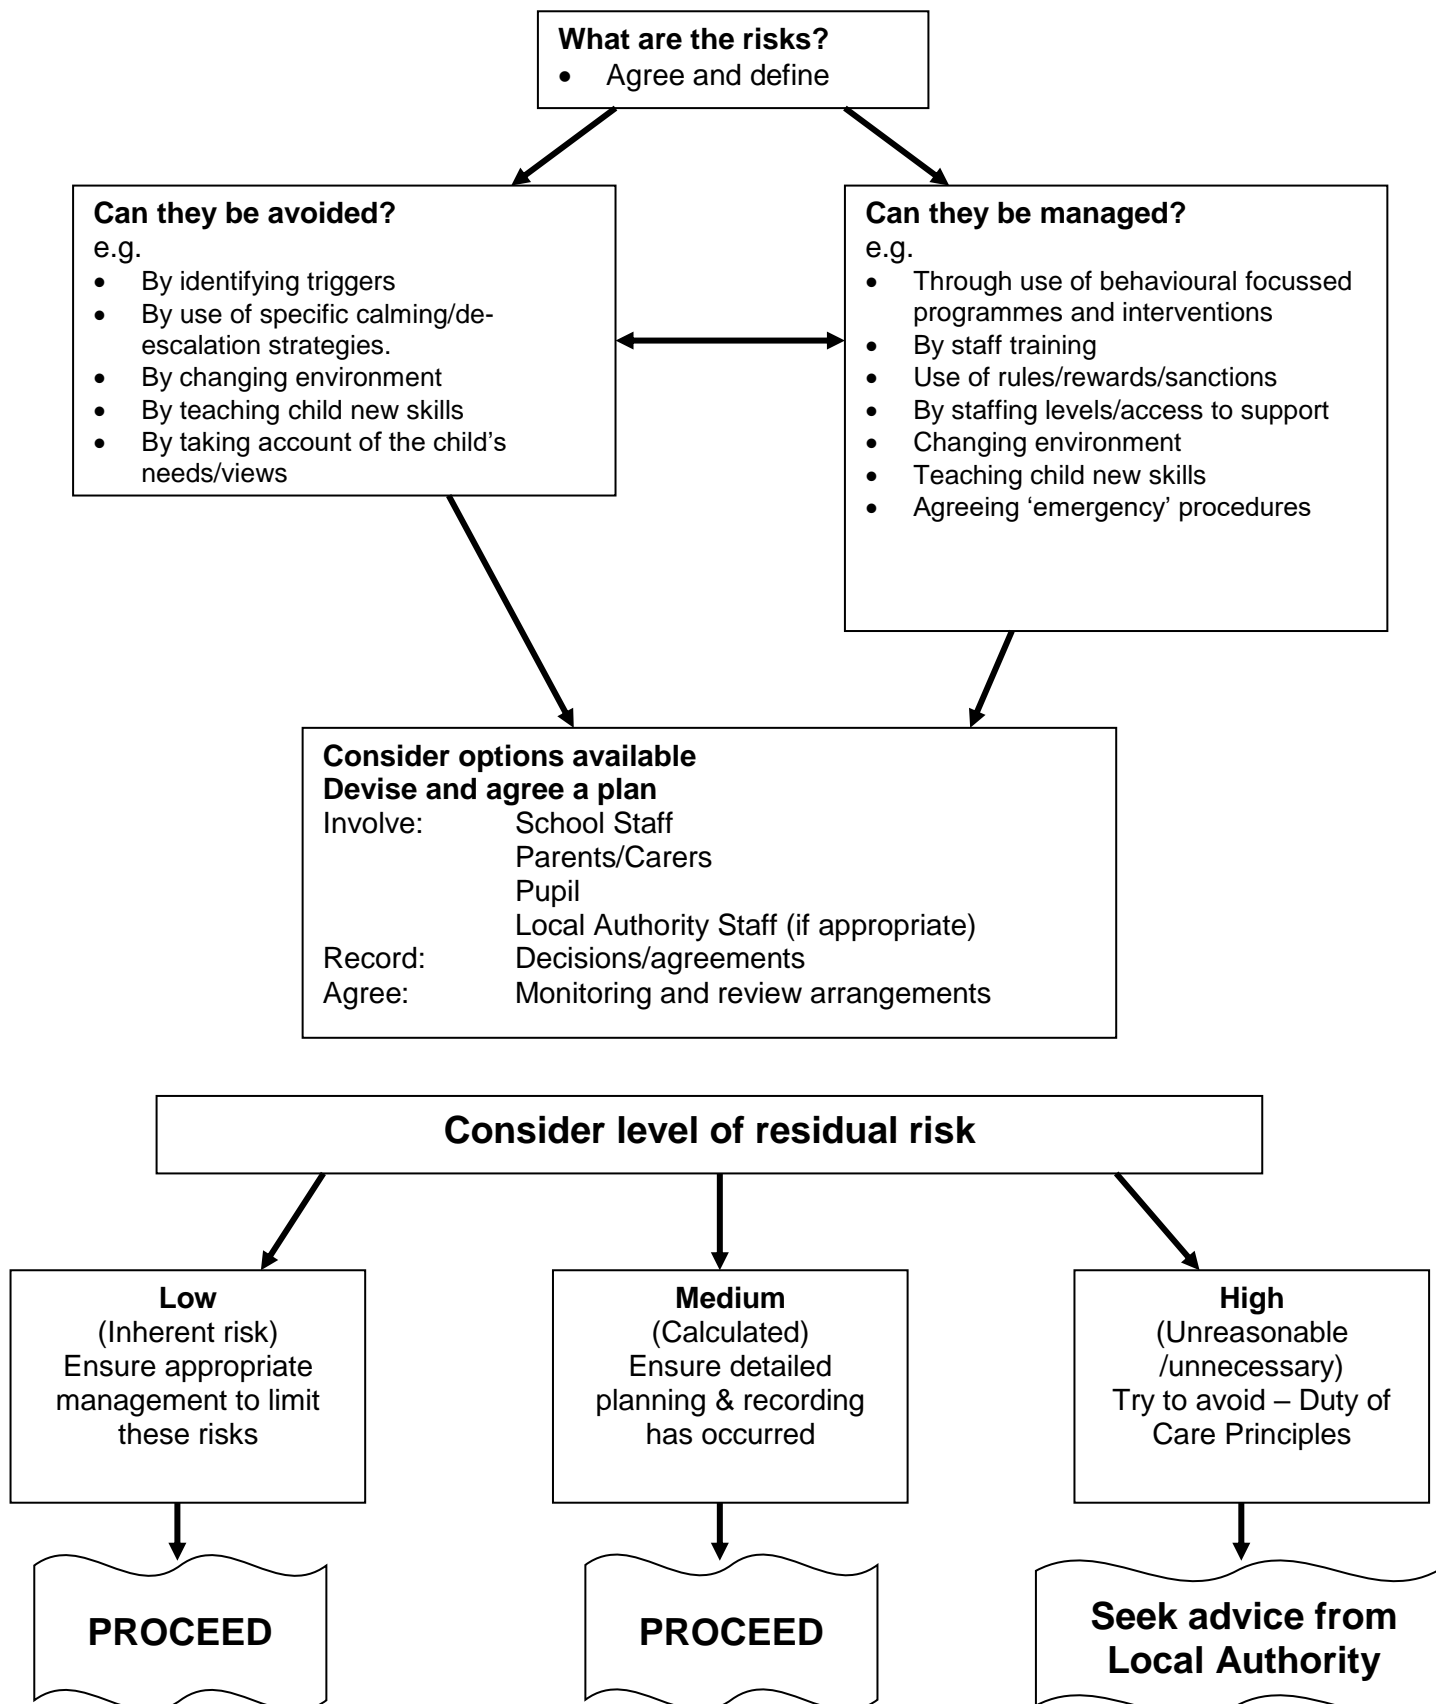 What are the risks?
• Agree and define
Can they be avoided?
e.g.
• By identifying triggers
• By use of specific calming/de-
escalation strategies.
• By changing environment
• By teaching child new skills
• By taking account of the child’s
needs/views
Can they be managed?
e.g.
• Through use of behavioural focussed
programmes and interventions
• By staff training
• Use of rules/rewards/sanctions
• By staffing levels/access to support
• Changing environment
• Teaching child new skills
• Agreeing ‘emergency’ procedures
Consider options available
Devise and agree a plan
Involve: School Staff
Parents/Carers
Pupil
Local Authority Staff (if appropriate)
Record: Decisions/agreements
Agree: Monitoring and review arrangements
Consider level of residual risk
Low
(Inherent risk)
Ensure appropriate
management to limit
these risks
Medium
(Calculated)
Ensure detailed
planning & recording
has occurred
High
(Unreasonable
/unnecessary)
Try to avoid – Duty of
Care Principles
PROCEED
PROCEED
Seek advice from
Local Authority